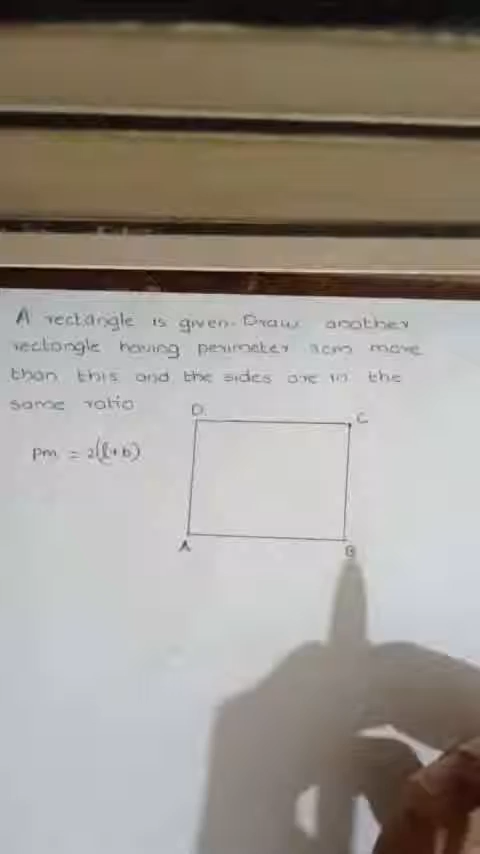 A rectangle is given. Draw another
rectangle having perimeter 3cm more
than this and the sides are in the
same ratio
D
C
Pm = 2(l+b)
A
B